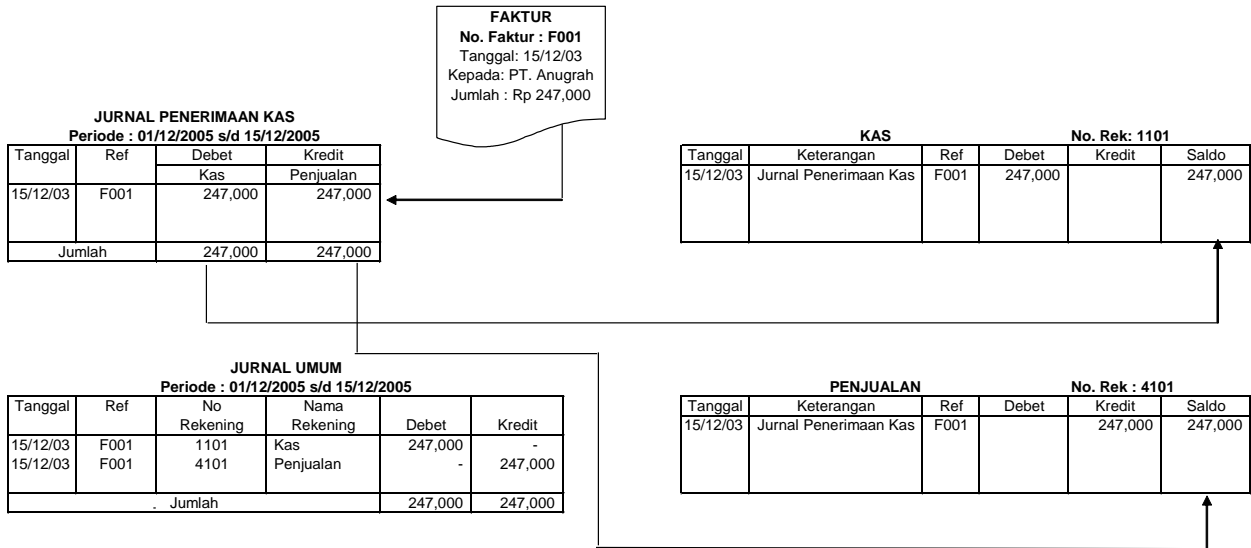 FAKTUR
No. Faktur : F001
Tanggal: 15/12/03
Kepada: PT. Anugrah
Jumlah : Rp 247,000
JURNAL PENERIMAAN KAS
Periode : 01/12/2005 s/d 15/12/2005
Tanggal Ref Debet Kredit
Kas Penjualan
15/12/03 F001 247,000 247,000
Jumlah 247,000 247,000
KAS No. Rek: 1101
Tanggal Keterangan Ref Debet Kredit Saldo
15/12/03 Jurnal Penerimaan Kas F001 247,000 247,000
JURNAL UMUM
Periode : 01/12/2005 s/d 15/12/2005
Tanggal Ref No Nama
Rekening Rekening Debet Kredit
15/12/03 F001 1101 Kas 247,000 -
15/12/03 F001 4101 Penjualan - 247,000
. Jumlah 247,000 247,000
PENJUALAN No. Rek : 4101
Tanggal Keterangan Ref Debet Kredit Saldo
15/12/03 Jurnal Penerimaan Kas F001 247,000 247,000